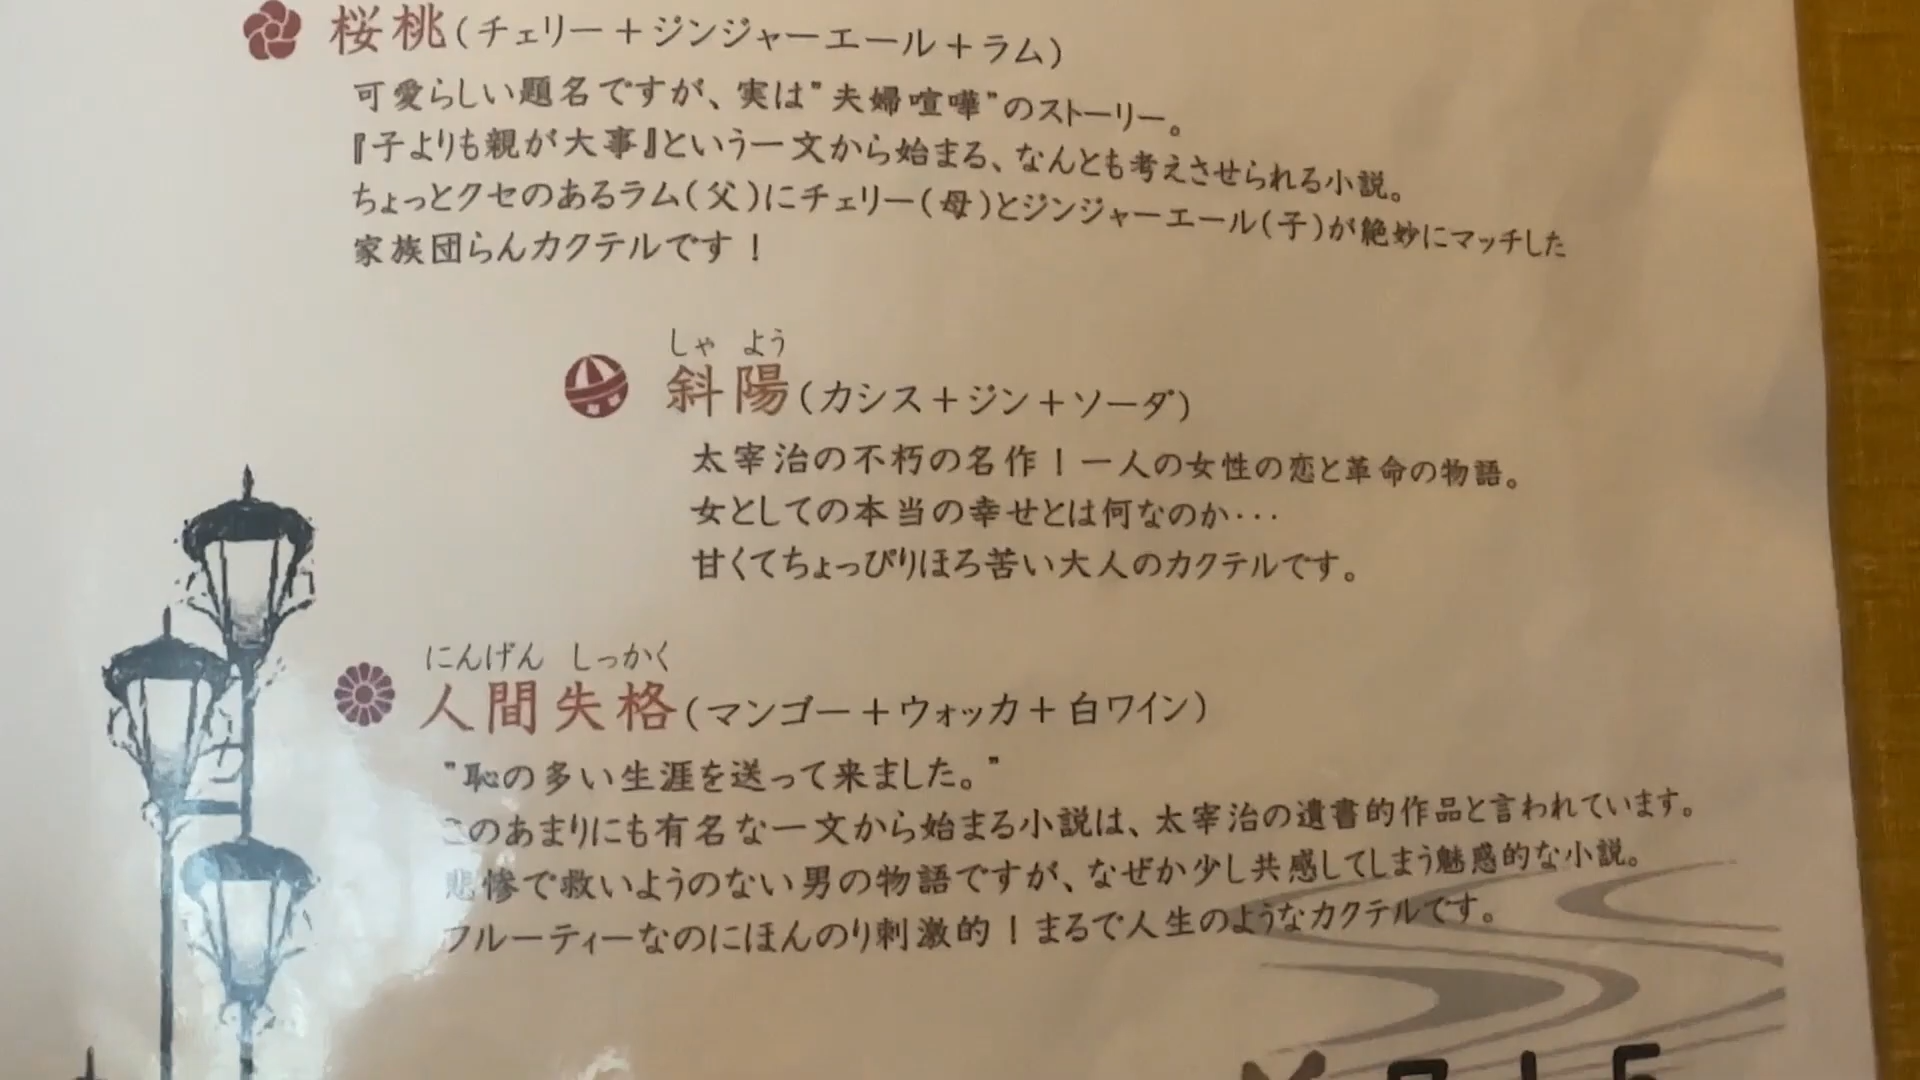 桜桃(チェリー+ジンジャーエール+ラム)
可愛らしい題名ですが、実は"夫婦喧嘩"のストーリー。
『子よりも親が大事』という一文から始まる、なんとも考えさせられる小説。
ちょっとクセのあるラム(父)にチェリー(母)とジンジャーエール(子)が絶妙にマッチした
家族団らんカクテルです!
しゃ よう
斜陽(カシス+ジン+ソーダ)
太宰治の不朽の名作!一人の女性の恋と革命の物語。
女としての本当の幸せとは何なのか･･･
甘くてちょっぴりほろ苦い大人のカクテルです。
にんげん しっかく
人間失格(マンゴー+ウォッカ+白ワイン)
"恥の多い生涯を送って来ました。"
このあまりにも有名な一文から始まる小説は、太宰治の遺書的作品と言われています。
悲惨で救いようのない男の物語ですが、なぜか少し共感してしまう魅惑的な小説。
フルーティーなのにほんのり刺激的!まるで人生のようなカクテルです。